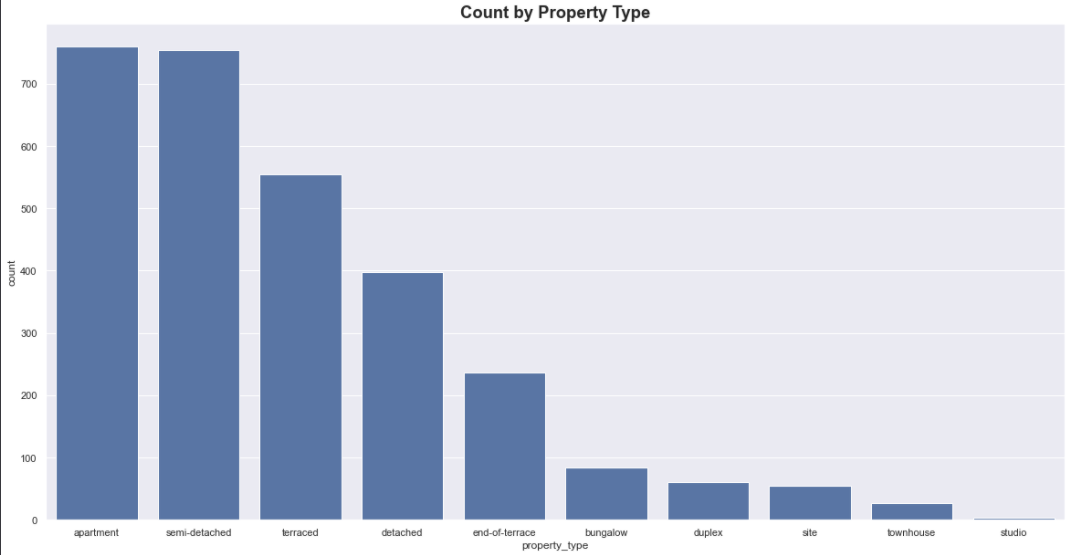 Count by Property Type
700
600
500
400
300
200
100
0
count
apartment semi-detached terraced detached end-of-terrace bungalow duplex site townhouse studio
property_type